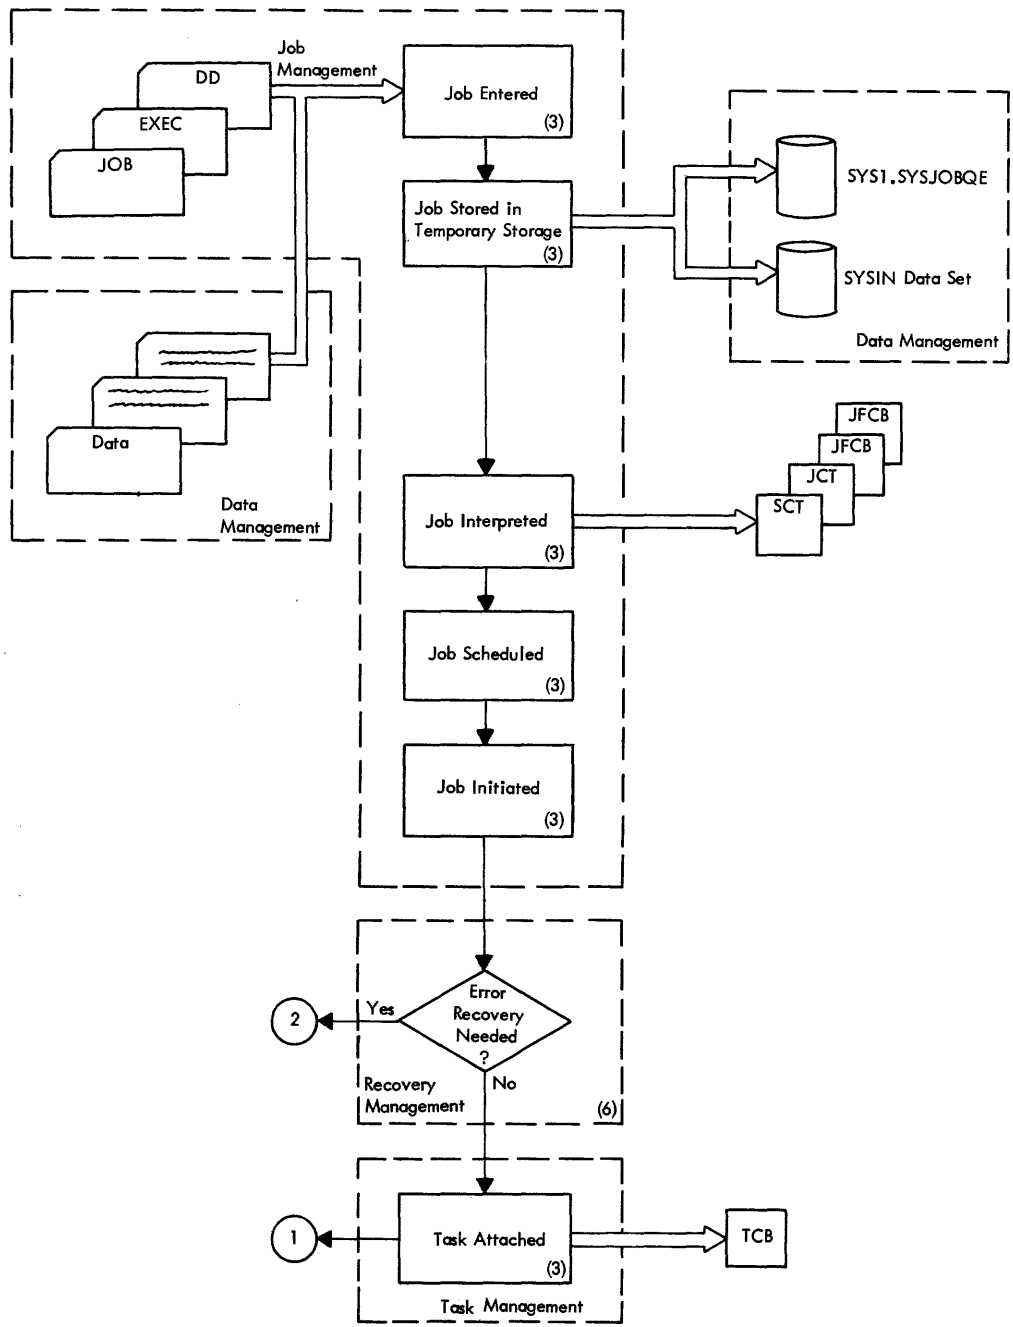 Job
Management
DD
EXEC
JOB
Job Entered
(3)
Job Stored in
Temporary Storage
(3)
SYS1.SYSJOBQE
SYSIN Data Set
Data Management
Data
Data
Management
JFCB
JFCB
JCT
SCT
Job Interpreted
(3)
Job Scheduled
(3)
Job Initiated
(3)
Error
Recovery
Needed
?
Yes
2
No
Recovery
Management
(6)
1
Task Attached
(3)
TCB
Task Management